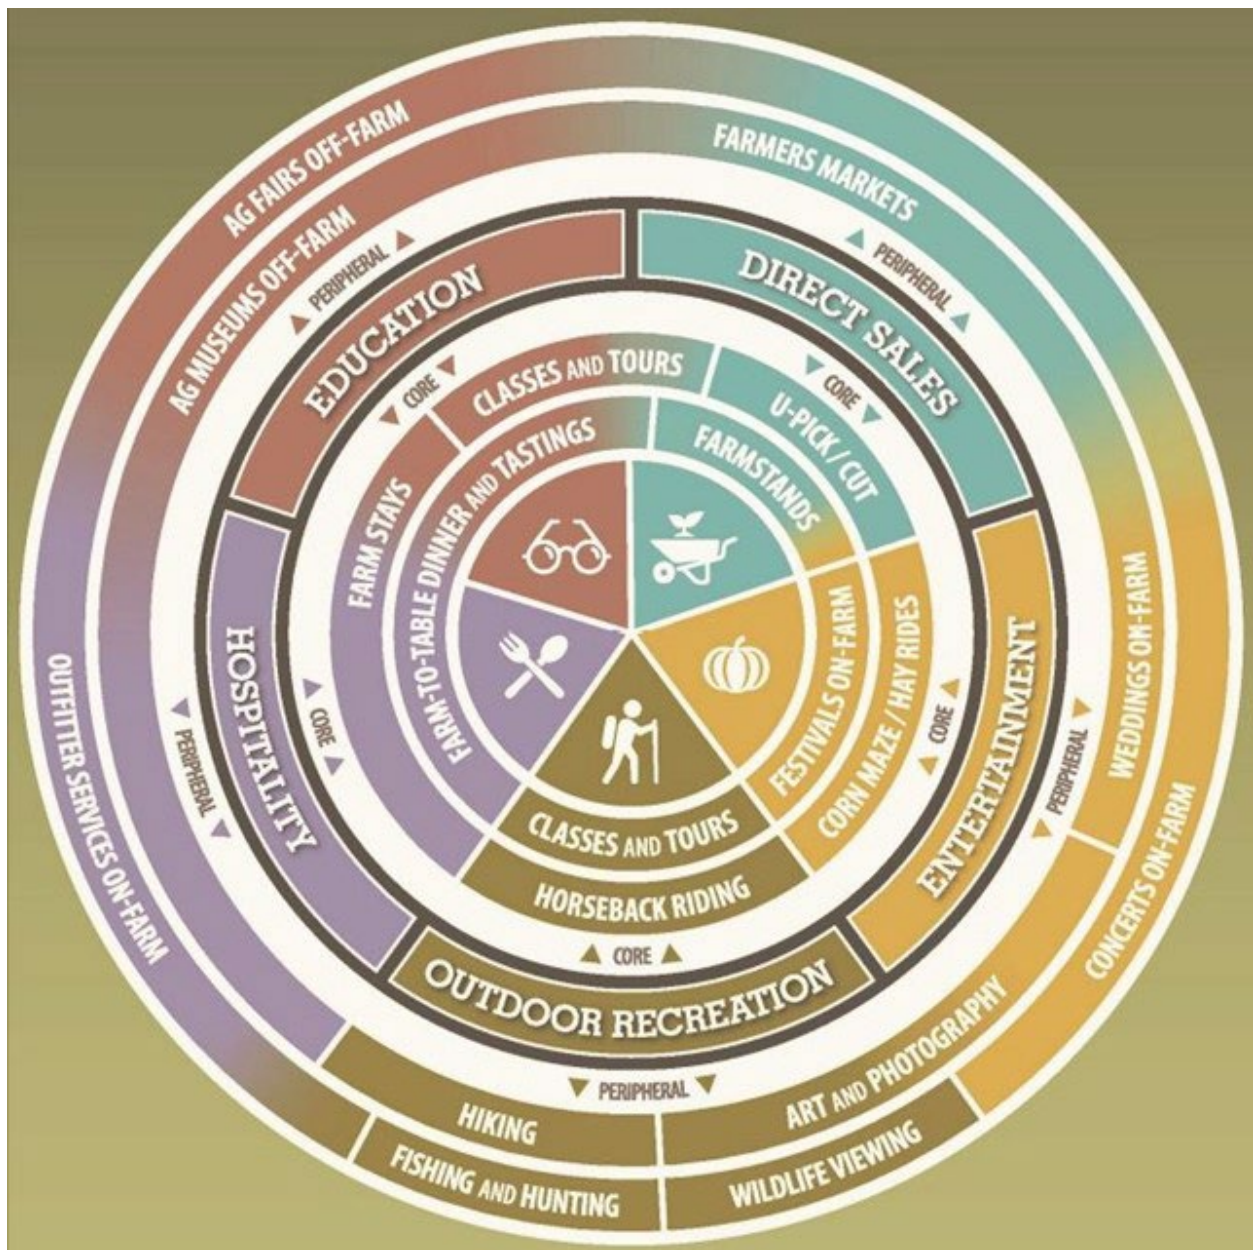 AG FAIRS OFF-FARM
FARMERS MARKETS
AG MUSEUMS OFF-FARM
PERIPHERAL
PERIPHERAL
EDUCATION
DIRECT SALES
CORE
CLASSES AND TOURS
CORE
U-PICK / CUT
FARM STAYS
FARM-TO-TABLE DINNER AND TASTINGS
FARMSTANDS
HOSPITALITY
CORE
PERIPHERAL
OUTFITTER SERVICES ON-FARM
FESTIVALS ON-FARM
CORN MAZE / HAY RIDES
CORE
ENTERTAINMENT
PERIPHERAL
WEDDINGS ON-FARM
CONCERTS ON-FARM
CLASSES AND TOURS
HORSEBACK RIDING
CORE
OUTDOOR RECREATION
PERIPHERAL
HIKING
ART AND PHOTOGRAPHY
FISHING AND HUNTING
WILDLIFE VIEWING